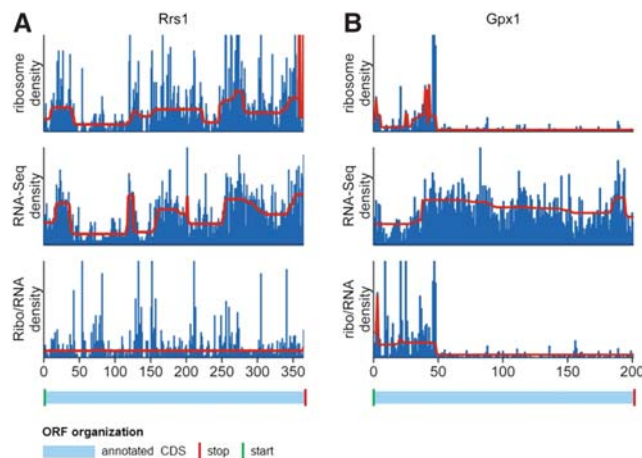 A
Rrs1
B
Gpx1
ribosome
density
ribosome
density
RNA-Seq
density
RNA-Seq
density
Ribo/RNA
density
ribo/RNA
density
0 50 100 150 200 250 300 350
0 50 100 150 200
ORF organization
annotated CDS stop start